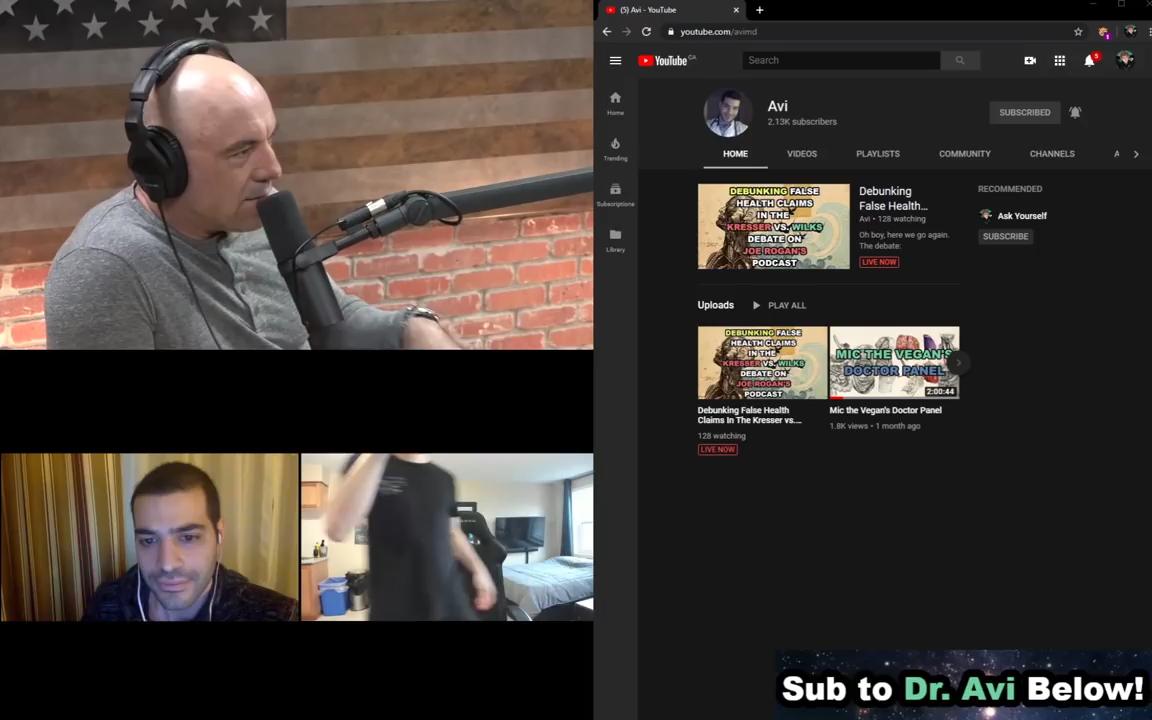 (5) Avi - YouTube
youtube.com/avimd
1
YouTube CA
Search
5
Home
Trending
Subscriptions
Library
Avi
2.13K subscribers
SUBSCRIBED
HOME
VIDEOS
PLAYLISTS
COMMUNITY
CHANNELS
A
DEBUNKING FALSE
HEALTH CLAIMS
IN THE
KRESSER VS. WILKS
DEBATE ON
JOE ROGAN'S
PODCAST
Debunking
False Health...
Avi • 128 watching
Oh boy, here we go again.
The debate:
LIVE NOW
RECOMMENDED
Ask Yourself
SUBSCRIBE
Uploads
PLAY ALL
DEBUNKING FALSE
HEALTH CLAIMS
IN THE
KRESSER VS. WILKS
DEBATE ON
JOE ROGAN'S
PODCAST
Debunking False Health
Claims In The Kresser vs....
128 watching
LIVE NOW
MIC THE VEGAN'S
DOCTOR PANEL
2:00:44
Mic the Vegan's Doctor Panel
1.8K views • 1 month ago
Sub to Dr. Avi Below!